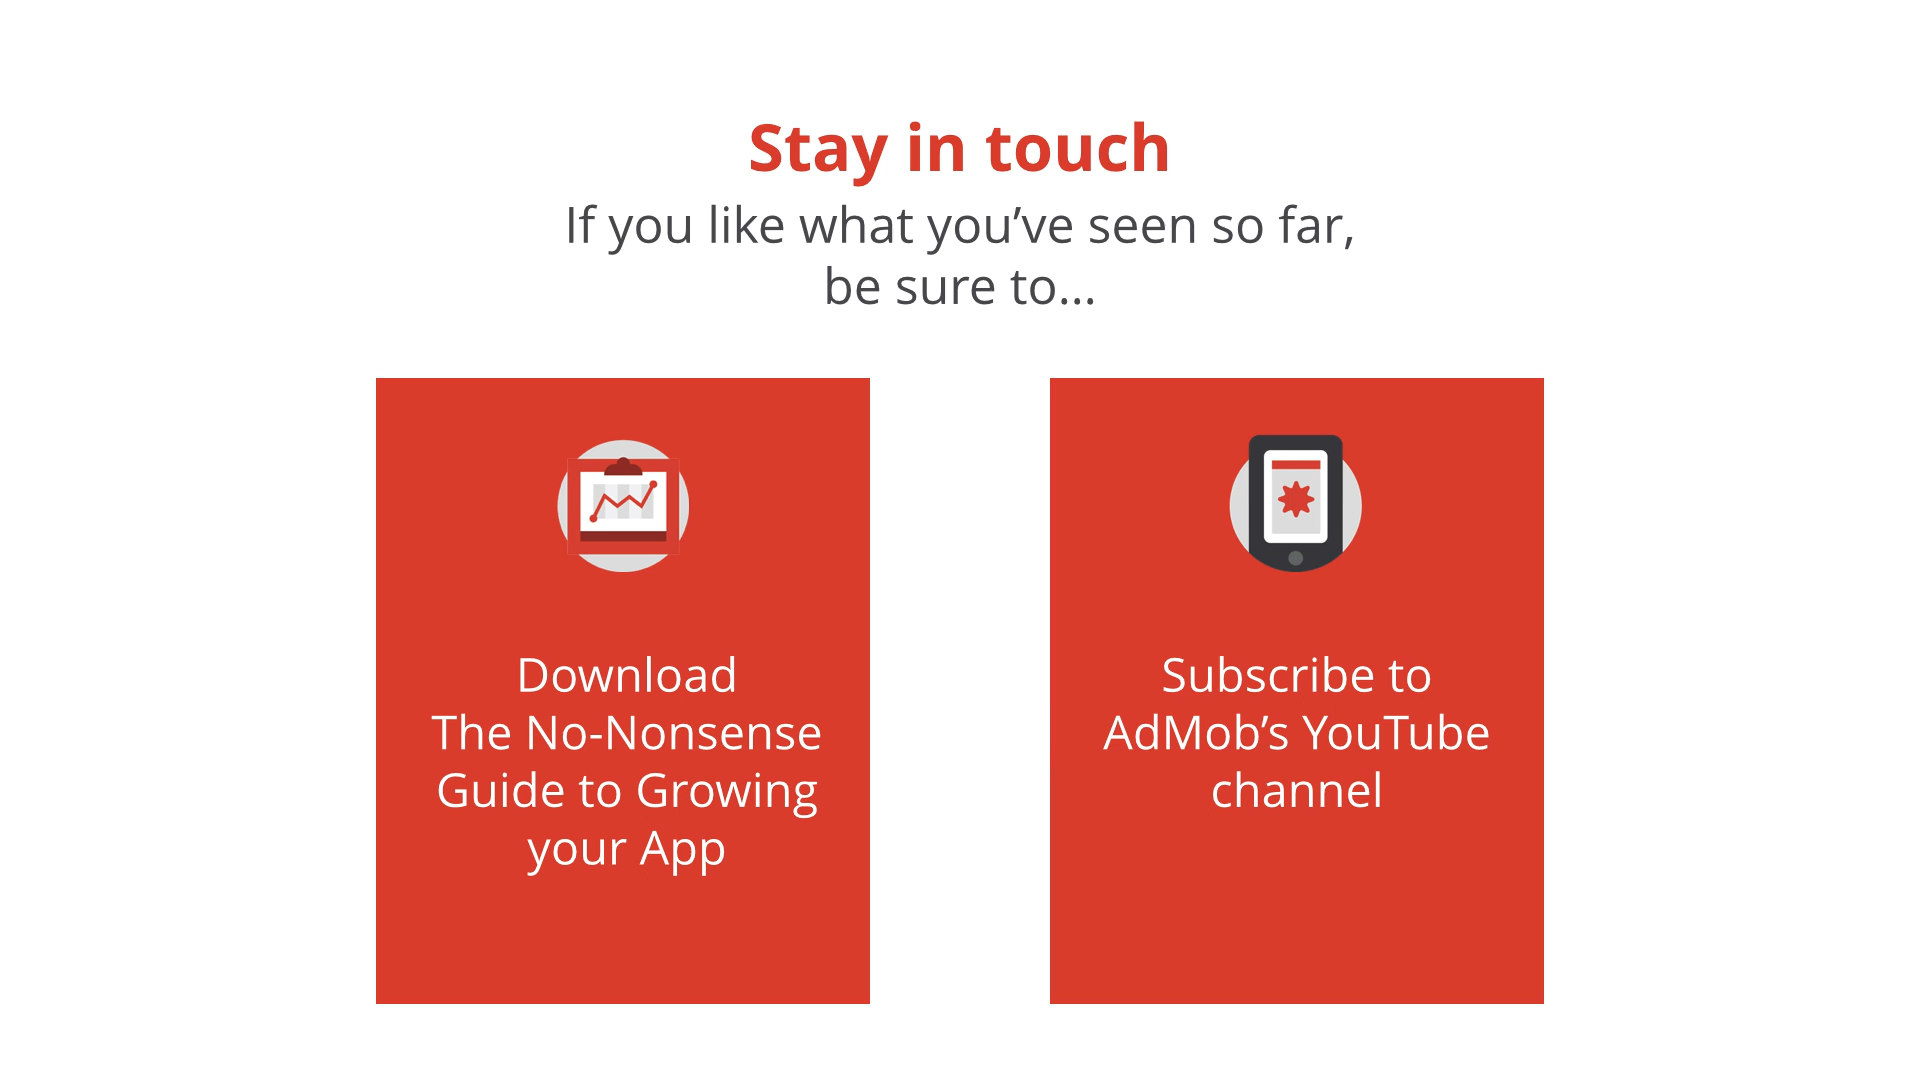 Stay in touch
If you like what you’ve seen so far,
be sure to...
Download
The No-Nonsense
Guide to Growing
your App
Subscribe to
AdMob’s YouTube
channel